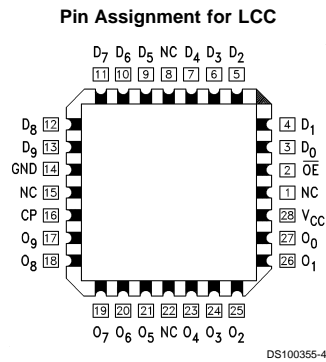 Pin Assignment for LCC
D7 D6 D5 NC D4 D3 D2
11 10 9 8 7 6 5
D8 12 4 D1
D9 13 3 D0
GND 14 2 O̅E̅
NC 15 1 NC
CP 16 28 VCC
O9 17 27 O0
O8 18 26 O1
19 20 21 22 23 24 25
O7 O6 O5 NC O4 O3 O2
DS100355-4